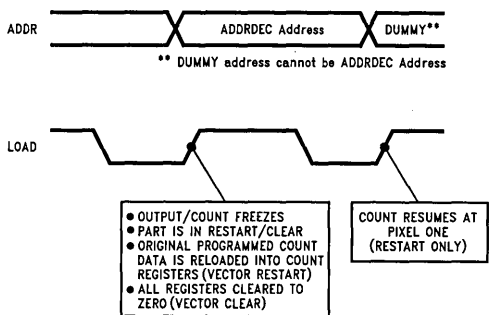 ADDR
ADDRDEC Address
DUMMY**
** DUMMY address cannot be ADDRDEC Address
LOAD
● OUTPUT/COUNT FREEZES
● PART IS IN RESTART/CLEAR
● ORIGINAL PROGRAMMED COUNT
DATA IS RELOADED INTO COUNT
REGISTERS (VECTOR RESTART)
● ALL REGISTERS CLEARED TO
ZERO (VECTOR CLEAR)
COUNT RESUMES AT
PIXEL ONE
(RESTART ONLY)